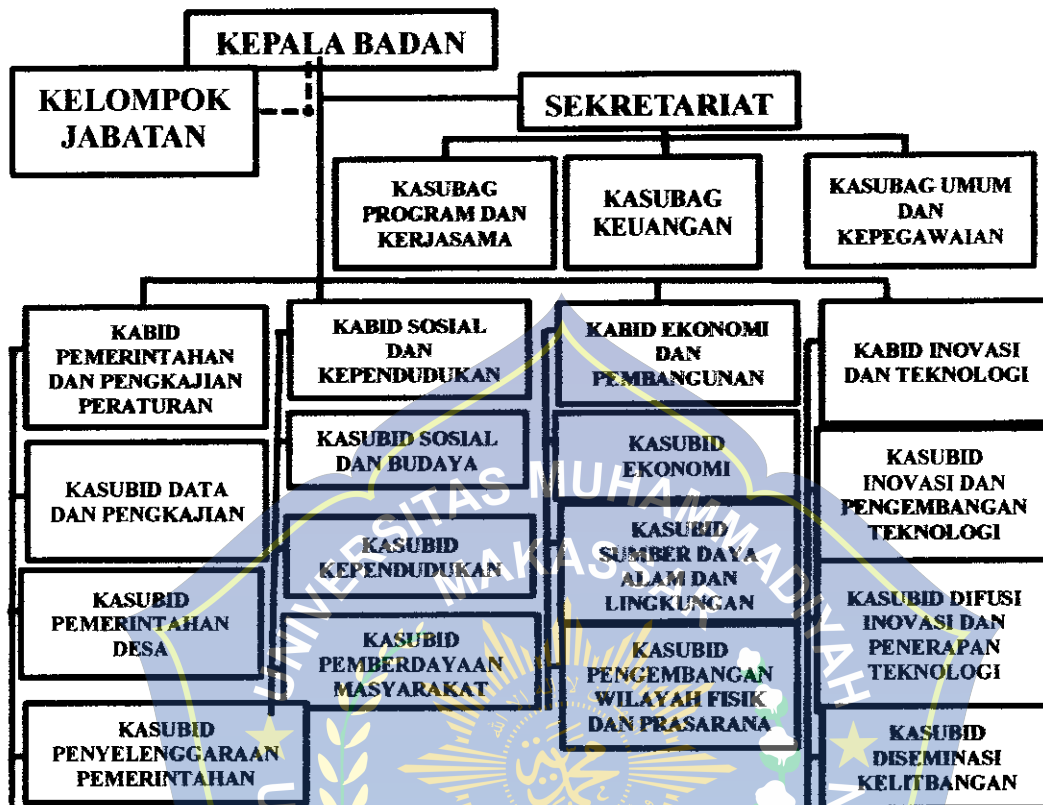 KEPALA BADAN
KELOMPOK
JABATAN
SEKRETARIAT
KASUBAG
PROGRAM DAN
KERJASAMA
KASUBAG
KEUANGAN
KASUBAG UMUM
DAN
KEPEGAWAIAN
KABID
PEMERINTAHAN
DAN PENGKAJIAN
PERATURAN
KASUBID DATA
DAN PENGKAJIAN
KASUBID
PEMERINTAHAN
DESA
KASUBID
PENYELENGGARAAN
PEMERINTAHAN
KABID SOSIAL
DAN
KEPENDUDUKAN
KASUBID SOSIAL
DAN BUDAYA
KASUBID
KEPENDUDUKAN
KASUBID
PEMBERDAYAAN
MASYARAKAT
KABID EKONOMI
DAN
PEMBANGUNAN
KASUBID
EKONOMI
KASUBID
SUMBER DAYA
ALAM DAN
LINGKUNGAN
KASUBID
PENGEMBANGAN
WILAYAH FISIK
DAN PRASARANA
KABID INOVASI
DAN TEKNOLOGI
KASUBID
INOVASI DAN
PENGEMBANGAN
TEKNOLOGI
KASUBID DIFUSI
INOVASI DAN
PENERAPAN
TEKNOLOGI
KASUBID
DISEMINASI
KELITBANGAN
UNIVERSITAS MUHAMMADIYAH
MAKASSAR